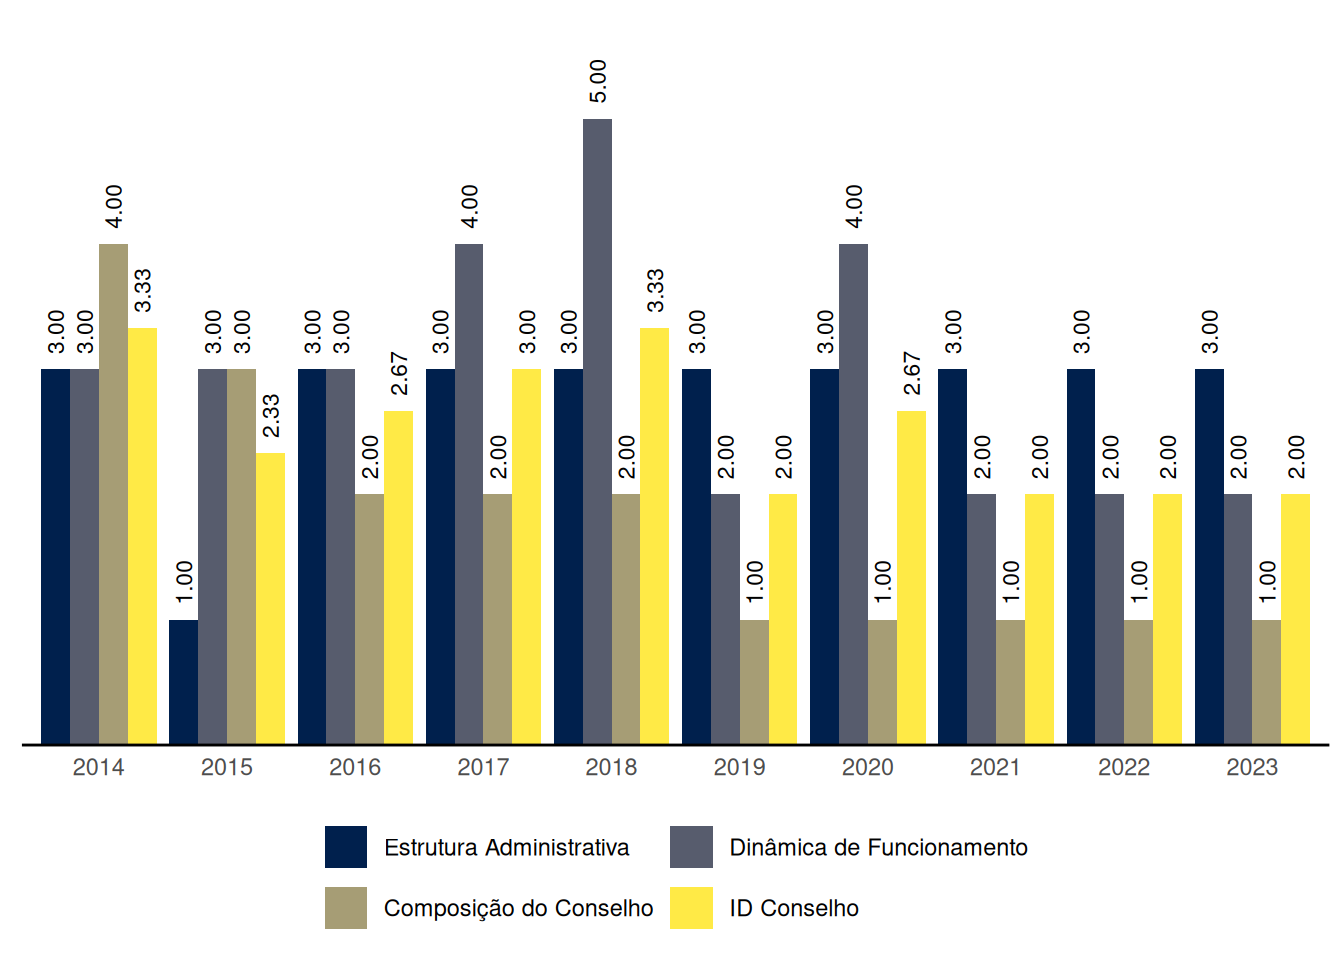 5.00
4.00 4.00 4.00
3.33 3.33
3.00 3.00 3.00 3.00 3.00 3.00 3.00 3.00 3.00 3.00 3.00 3.00 3.00 3.00
2.67 2.67
2.33
2.00 2.00 2.00 2.00 2.00 2.00 2.00 2.00 2.00 2.00 2.00
1.00 1.00 1.00 1.00 1.00 1.00
2014 2015 2016 2017 2018 2019 2020 2021 2022 2023
Estrutura Administrativa Dinâmica de Funcionamento
Composição do Conselho ID Conselho